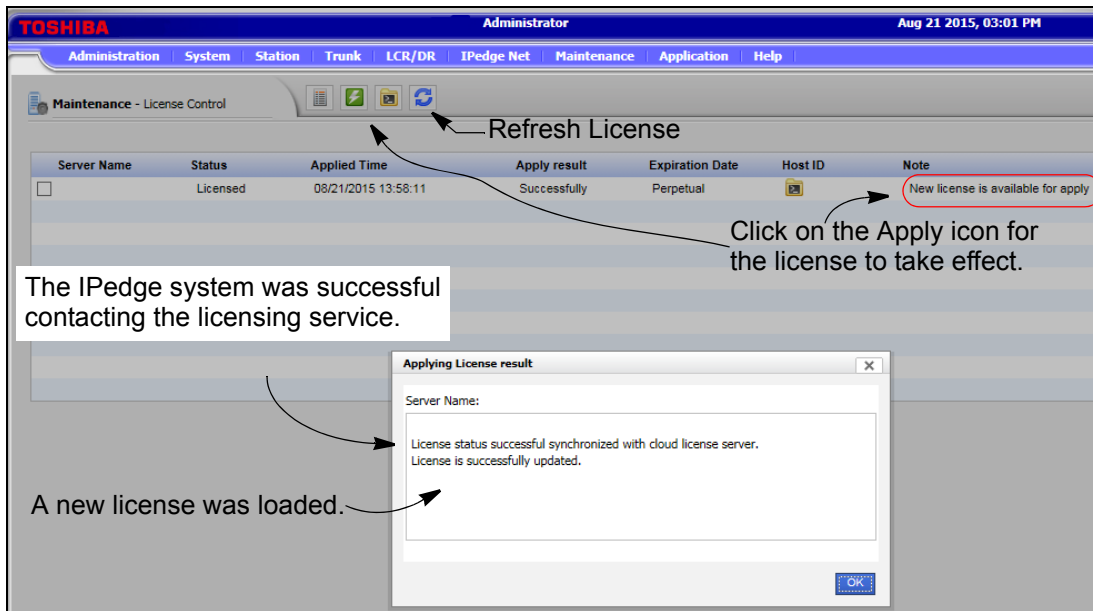 TOSHIBA
Administrator
Aug 21 2015, 03:01 PM
Administration System Station Trunk LCR/DR IPedge Net Maintenance Application Help
Maintenance - License Control
Refresh License
Server Name Status Applied Time Apply result Expiration Date Host ID Note
Licensed 08/21/2015 13:58:11 Successfully Perpetual New license is available for apply
Click on the Apply icon for
the license to take effect.
The IPedge system was successful
contacting the licensing service.
Applying License result
Server Name:
License status successful synchronized with cloud license server.
License is successfully updated.
A new license was loaded.
OK